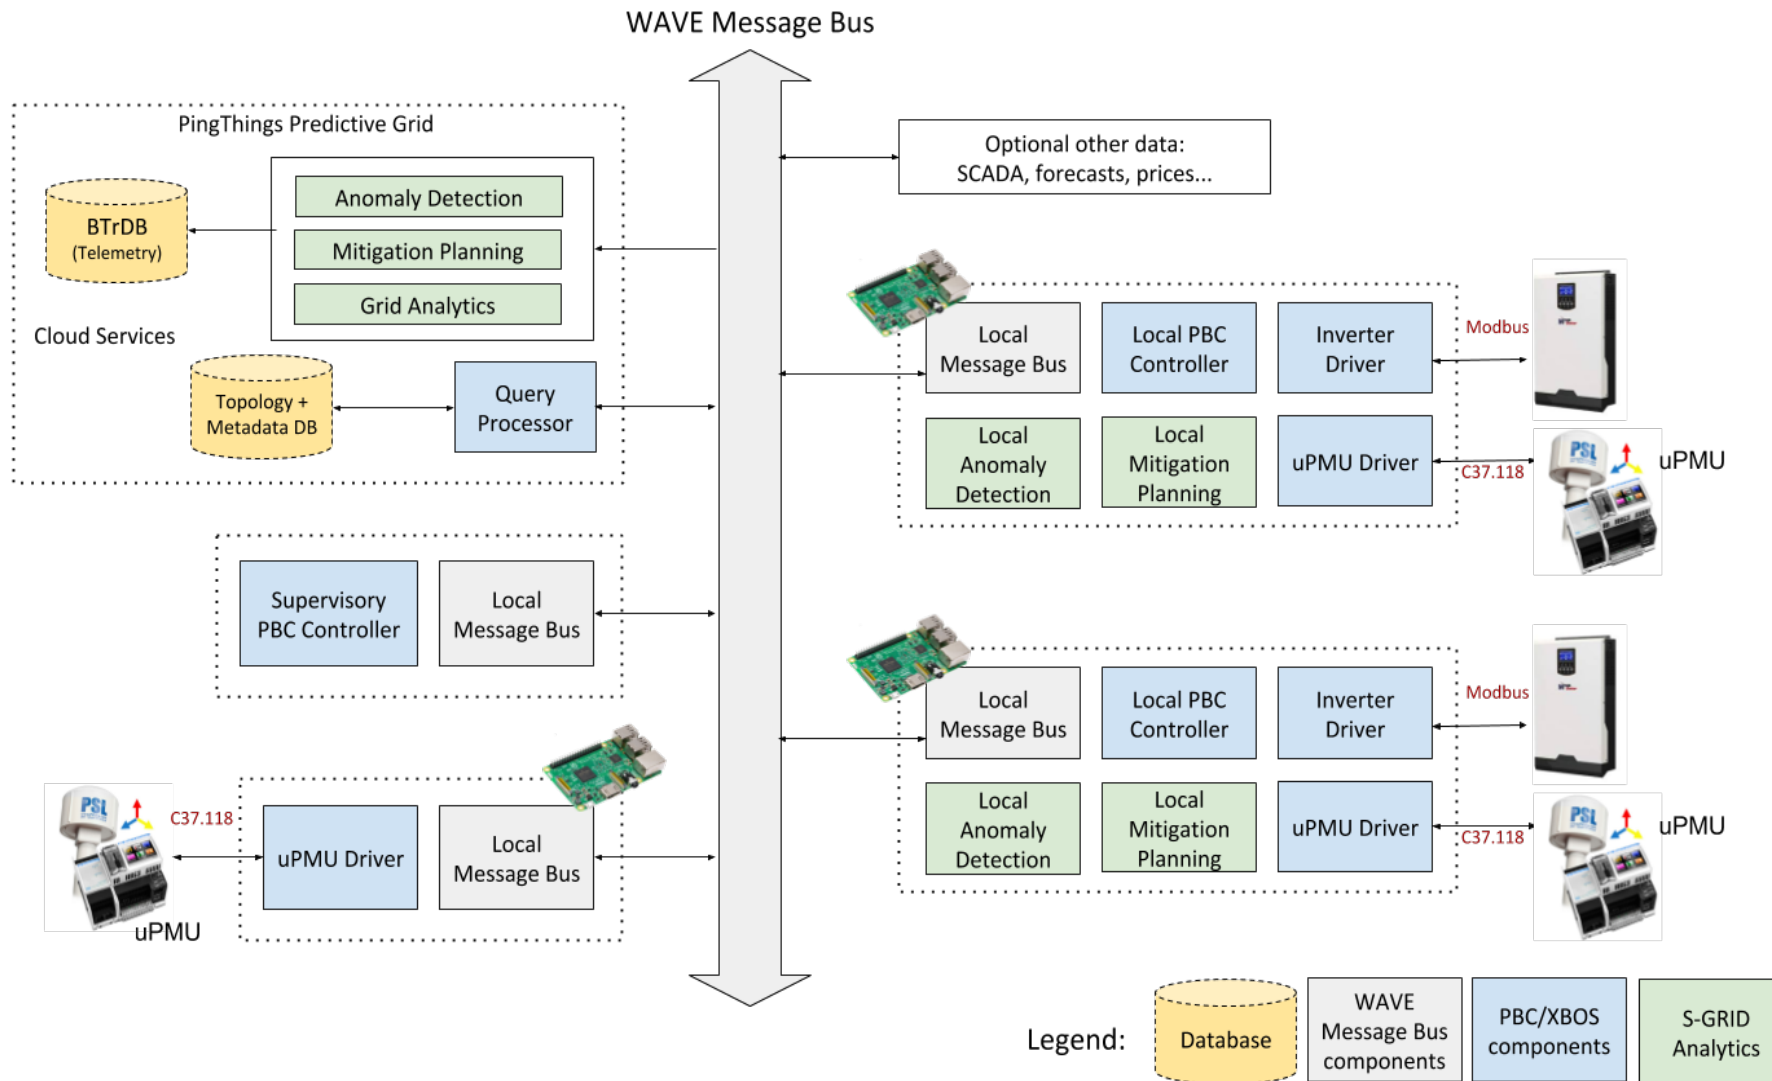 WAVE Message Bus
PingThings Predictive Grid
BTrDB
(Telemetry)
Anomaly Detection
Mitigation Planning
Grid Analytics
Cloud Services
Topology +
Metadata DB
Query
Processor
Optional other data:
SCADA, forecasts, prices...
Local
Message Bus
Local PBC
Controller
Inverter
Driver
Modbus
Local
Anomaly
Detection
Local
Mitigation
Planning
uPMU Driver
C37.118
PSL
uPMU
Supervisory
PBC Controller
Local
Message Bus
Local
Message Bus
Local PBC
Controller
Inverter
Driver
Modbus
Local
Anomaly
Detection
Local
Mitigation
Planning
uPMU Driver
C37.118
PSL
uPMU
PSL
uPMU
C37.118
uPMU Driver
Local
Message Bus
Legend:
Database
WAVE
Message Bus
components
PBC/XBOS
components
S-GRID
Analytics